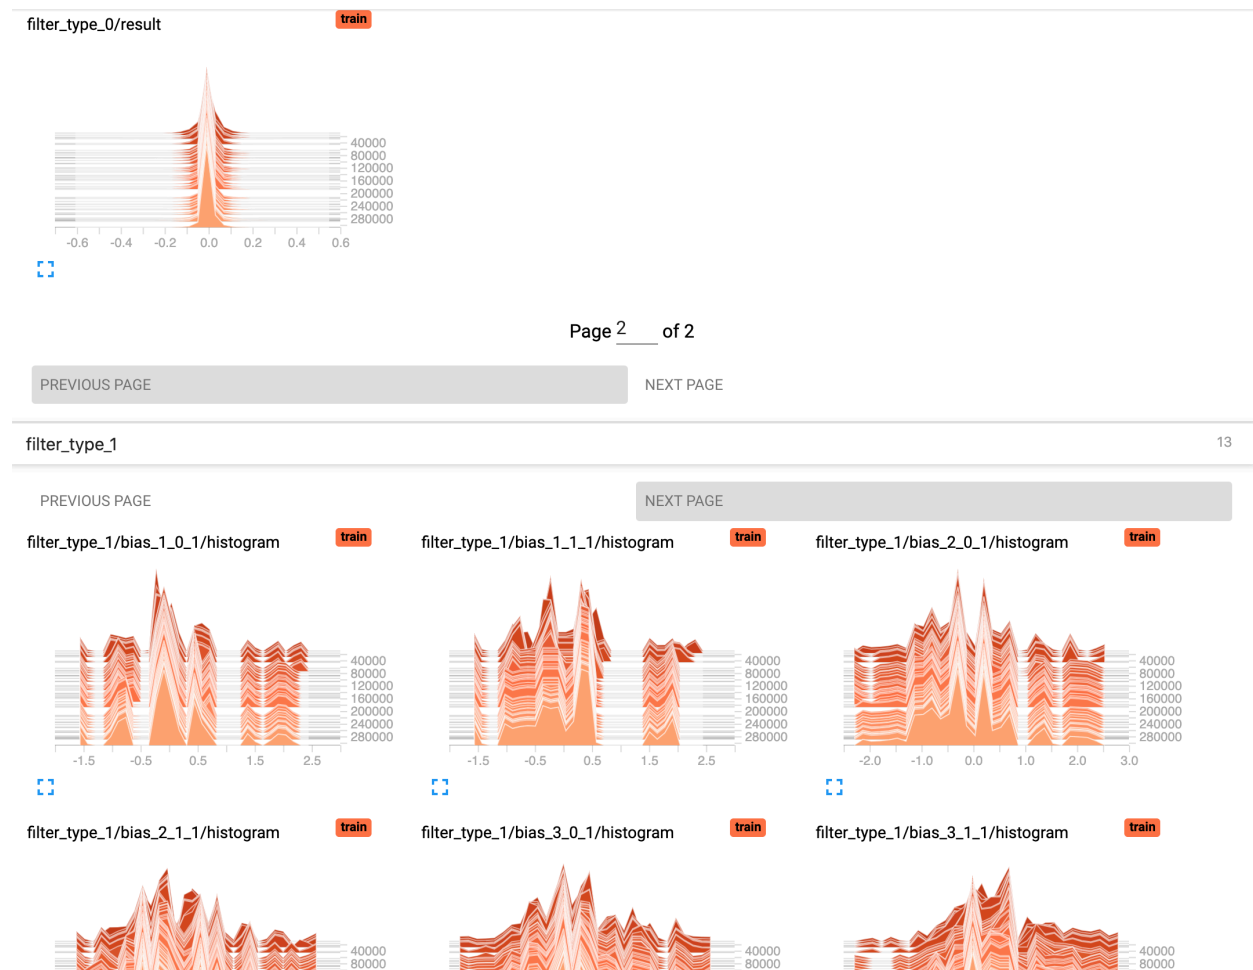 filter_type_0/result train
40000
80000
120000
160000
200000
240000
280000
-0.6 -0.4 -0.2 0.0 0.2 0.4 0.6
Page 2 of 2
PREVIOUS PAGE NEXT PAGE
filter_type_1 13
PREVIOUS PAGE NEXT PAGE
filter_type_1/bias_1_0_1/histogram train filter_type_1/bias_1_1_1/histogram train filter_type_1/bias_2_0_1/histogram train
40000 40000 40000
80000 80000 80000
120000 120000 120000
160000 160000 160000
200000 200000 200000
240000 240000 240000
280000 280000 280000
-1.5 -0.5 0.5 1.5 2.5 -1.5 -0.5 0.5 1.5 2.5 -2.0 -1.0 0.0 1.0 2.0 3.0
filter_type_1/bias_2_1_1/histogram train filter_type_1/bias_3_0_1/histogram train filter_type_1/bias_3_1_1/histogram train
40000 40000 40000
80000 80000 80000